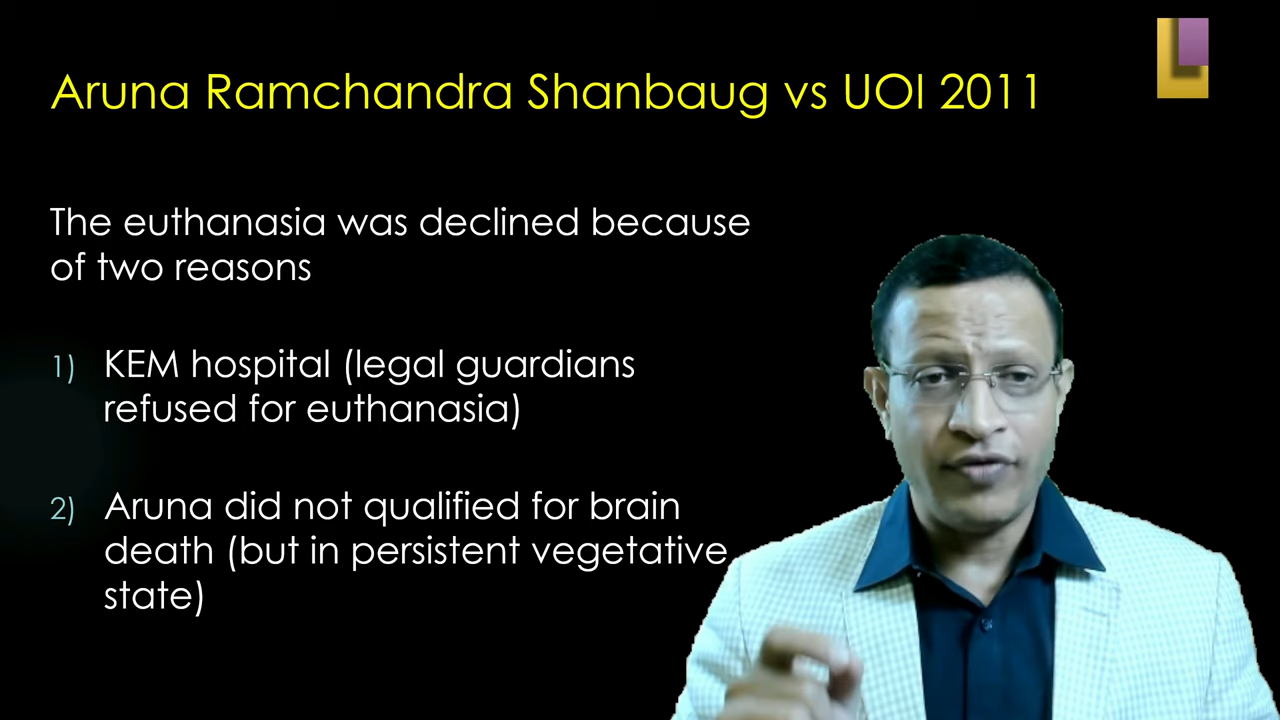 Aruna Ramchandra Shanbaug vs UOI 2011
The euthanasia was declined because
of two reasons
1) KEM hospital (legal guardians
refused for euthanasia)
2) Aruna did not qualified for brain
death (but in persistent vegetative
state)